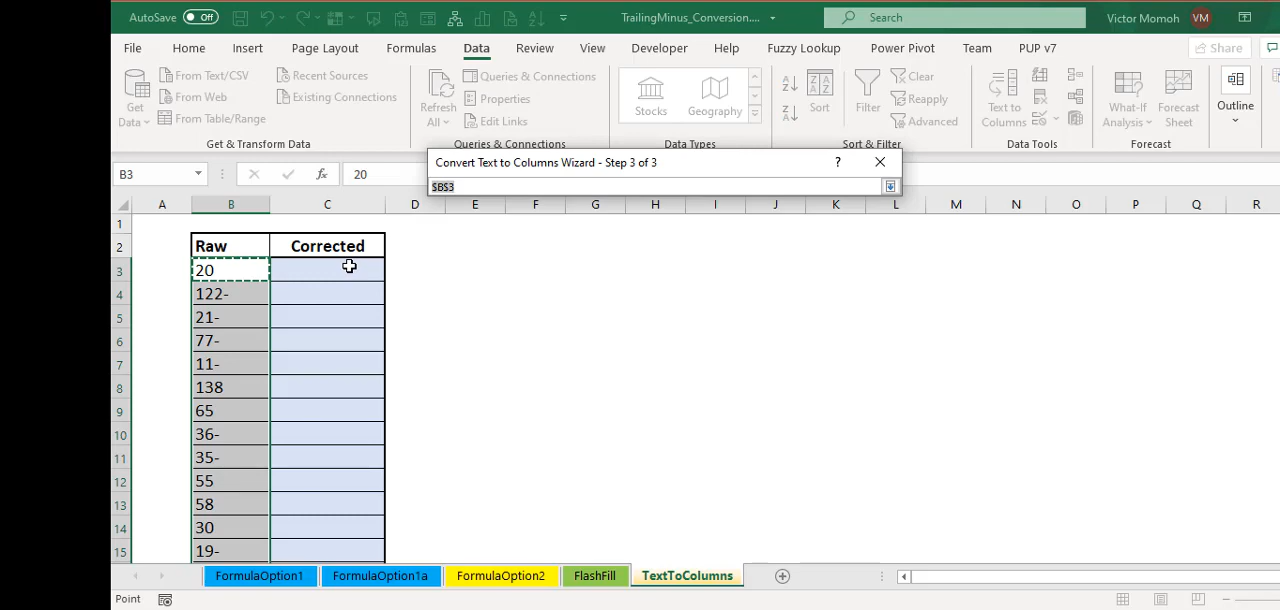 AutoSave Off TrailingMinus_Conversion.... Search Victor Momoh VM
File Home Insert Page Layout Formulas Data Review View Developer Help Fuzzy Lookup Power Pivot Team PUP v7 Share
Get Data From Text/CSV From Web From Table/Range Recent Sources Existing Connections
Get & Transform Data
Refresh All Queries & Connections Properties Edit Links
Queries & Connections
Stocks Geography
Data Types
Sort Filter Clear Reapply Advanced
Sort & Filter
Text to Columns
Data Tools
What-If Analysis Forecast Sheet
Forecast
Outline
Convert Text to Columns Wizard - Step 3 of 3 ?
$B$3
B3 fx 20
A B C D E F G H I J K L M N O P Q R
1
2 Raw Corrected
3 20
4 122-
5 21-
6 77-
7 11-
8 138
9 65
10 36-
11 35-
12 55
13 58
14 30
15 19-
FormulaOption1 FormulaOption1a FormulaOption2 FlashFill TextToColumns
Point